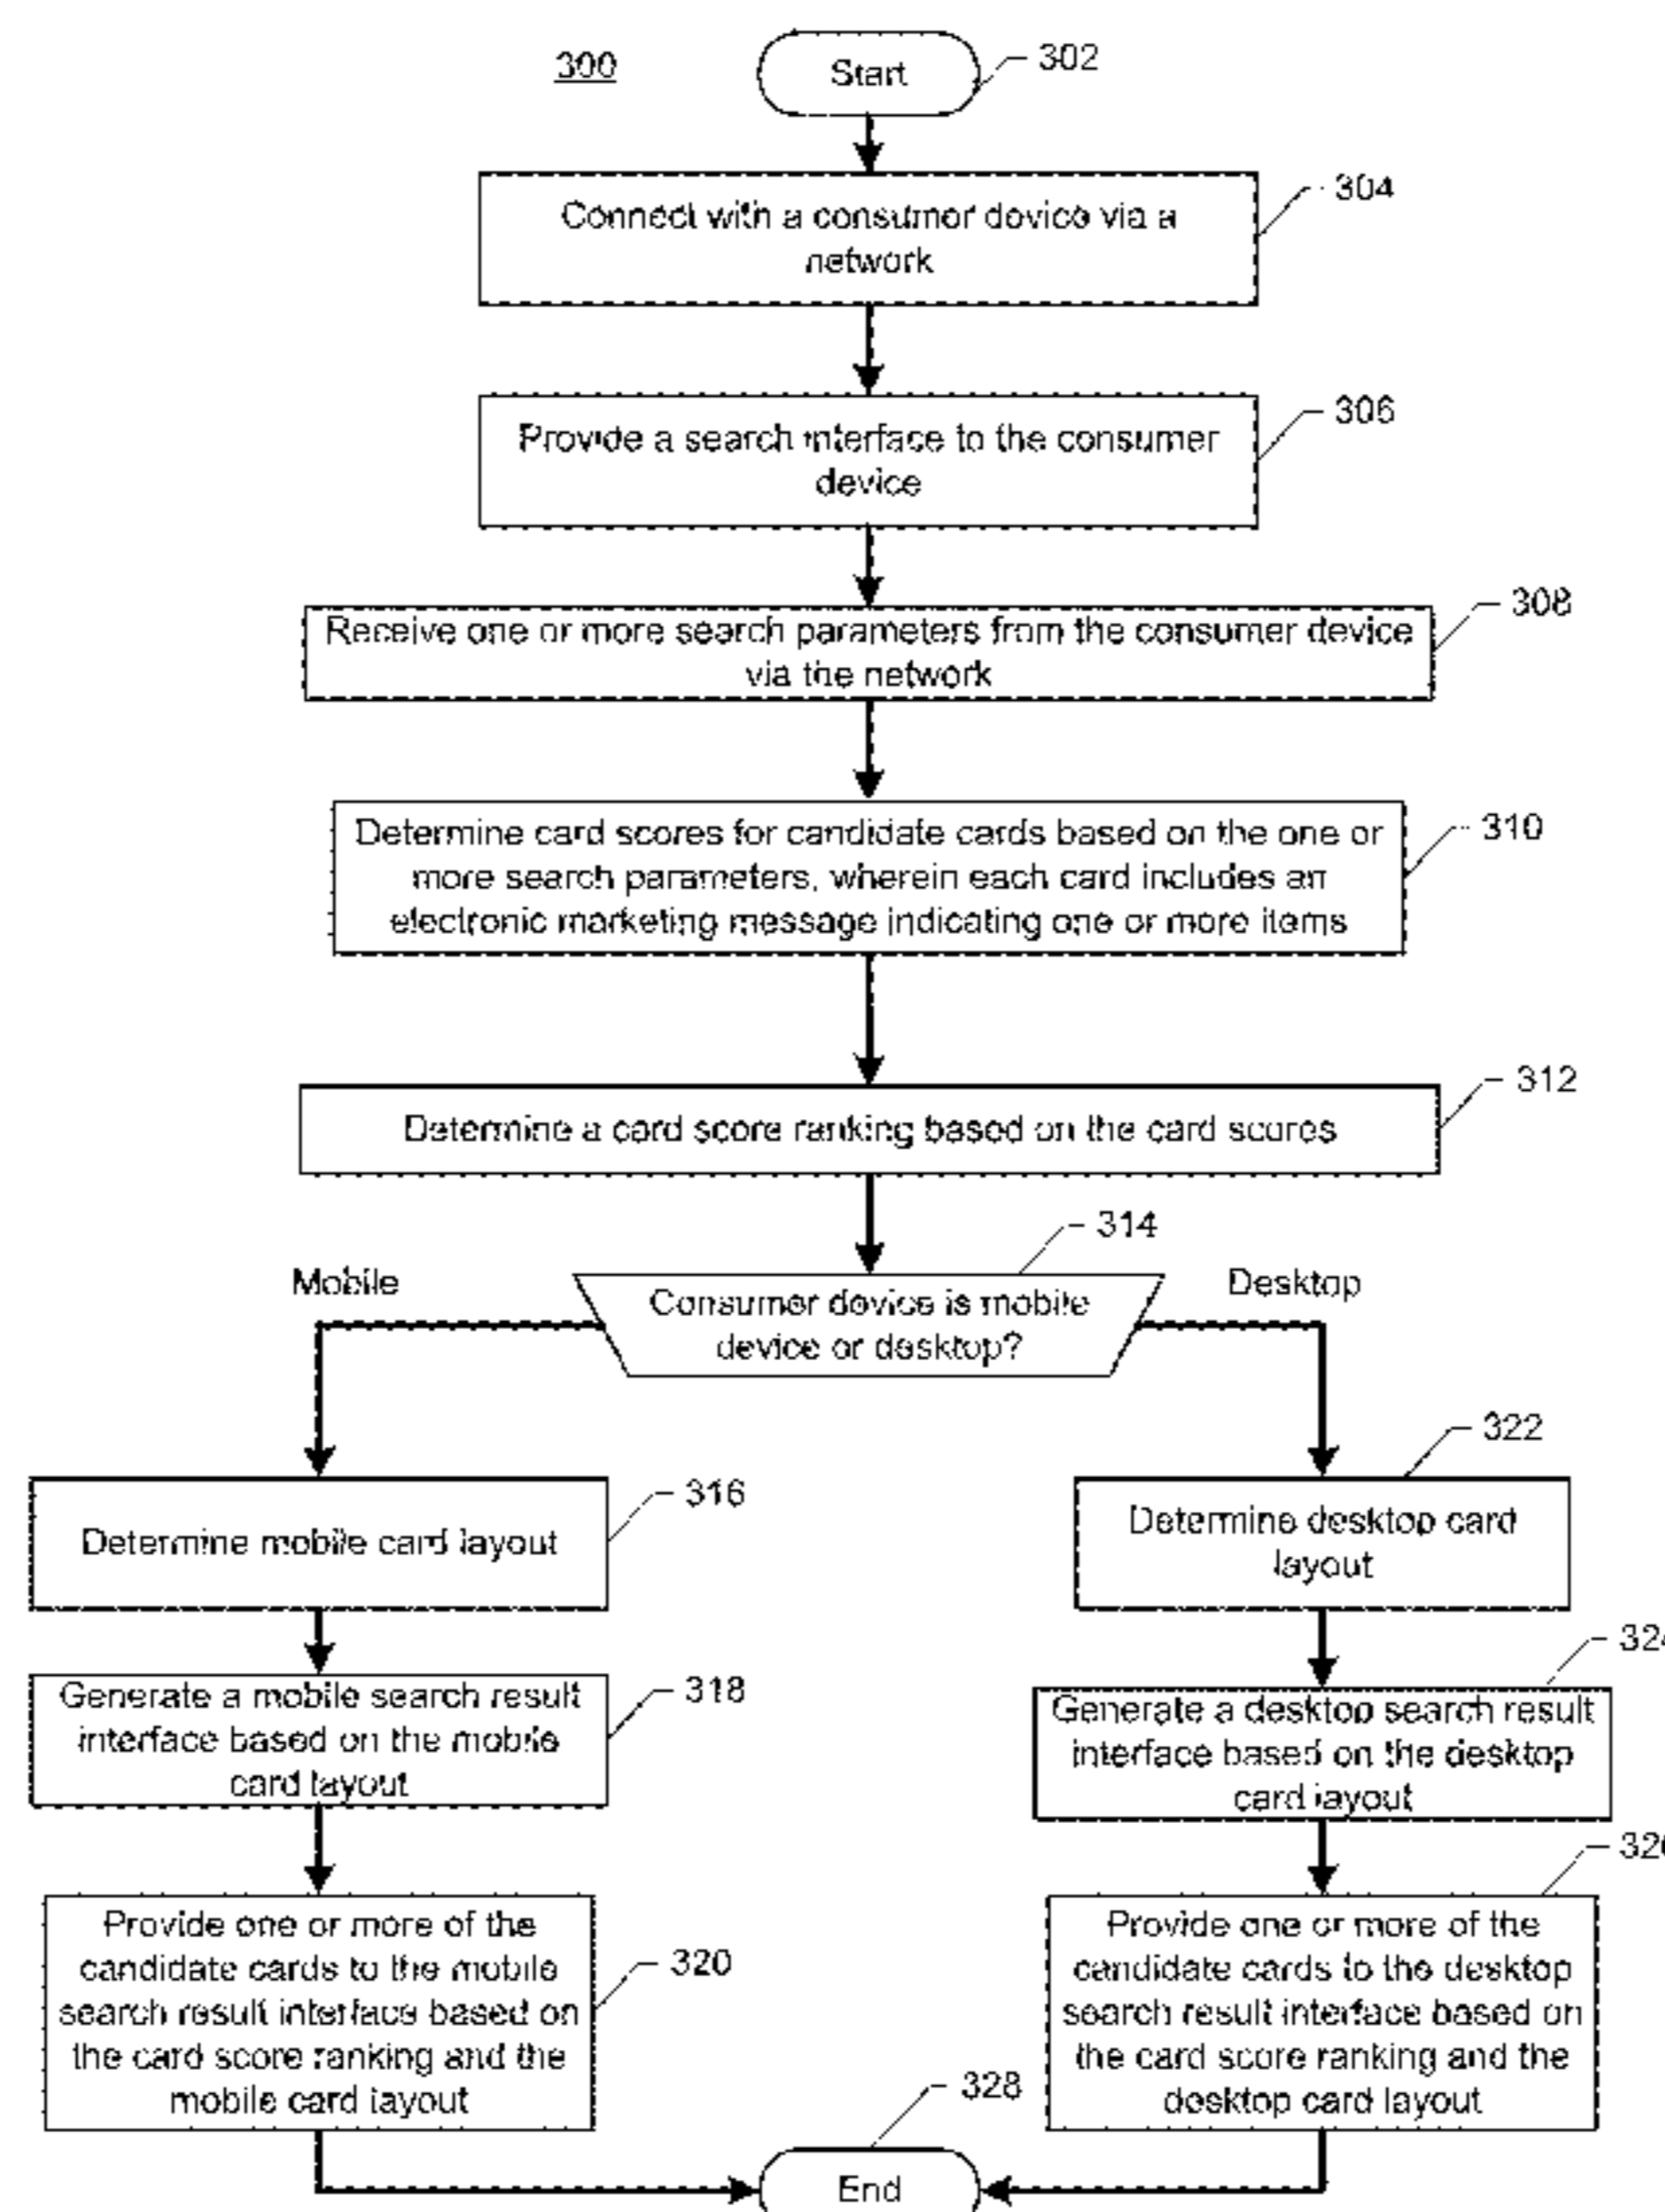 300
Start
302
Connect with a consumer device via a
network
304
Provide a search interface to the consumer
device
306
Receive one or more search parameters from the consumer device
via the network
308
Determine card scores for candidate cards based on the one or
more search parameters, wherein each card includes an
electronic marketing message indicating one or more items
310
Determine a card score ranking based on the card scores
312
314
Mobile
Consumer device is mobile
device or desktop?
Desktop
Determine mobile card layout
316
Determine desktop card
layout
322
Generate a mobile search result
interface based on the mobile
card layout
318
Generate a desktop search result
interface based on the desktop
card layout
Provide one or more of the
candidate cards to the mobile
search result interface based on
the card score ranking and the
mobile card layout
320
Provide one or more of the
candidate cards to the desktop
search result interface based on
the card score ranking and the
desktop card layout
328
End